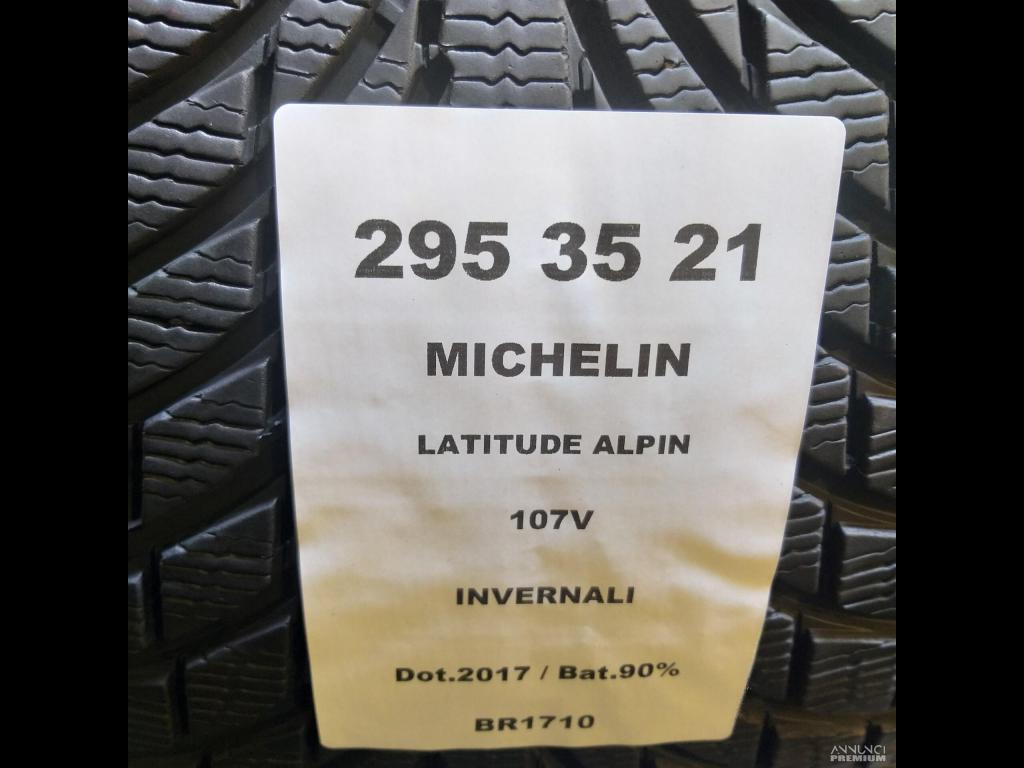 295 35 21
MICHELIN
LATITUDE ALPIN
107V
INVERNALI
Dot.2017 / Bat.90%
BR1710
ANNUNCI
PREMIUM